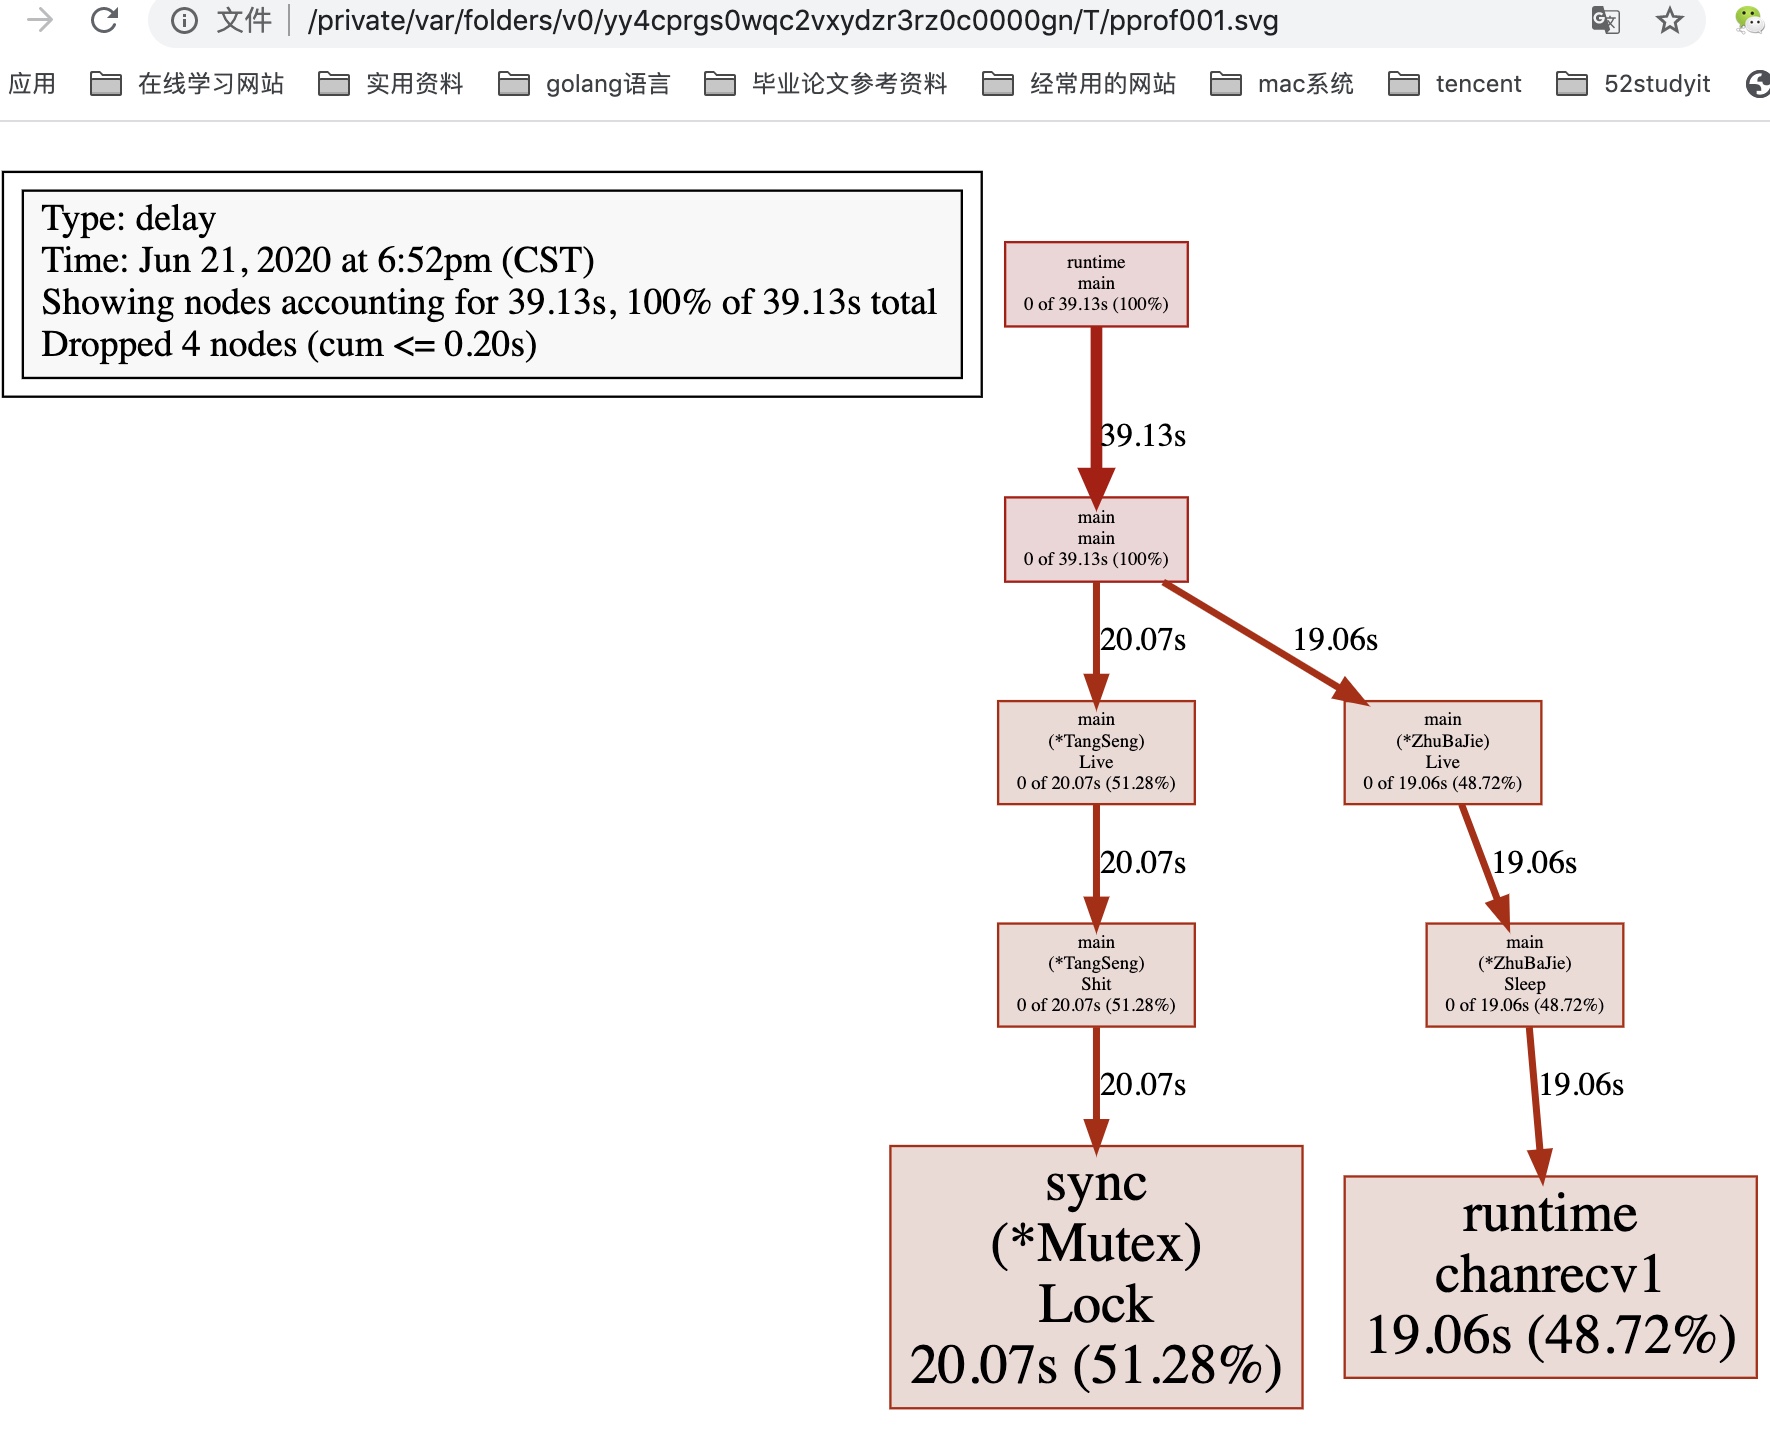 文件 /private/var/folders/v0/yy4cprgs0wqc2vxydzr3rz0c0000gn/T/pprof001.svg
应用 在线学习网站 实用资料 golang语言 毕业论文参考资料 经常用的网站 mac系统 tencent 52studyit
Type: delay
Time: Jun 21, 2020 at 6:52pm (CST)
Showing nodes accounting for 39.13s, 100% of 39.13s total
Dropped 4 nodes (cum <= 0.20s)
runtime
main
0 of 39.13s (100%)
39.13s
main
main
0 of 39.13s (100%)
20.07s
19.06s
main
(*TangSeng)
Live
0 of 20.07s (51.28%)
main
(*ZhuBaJie)
Live
0 of 19.06s (48.72%)
20.07s
19.06s
main
(*TangSeng)
Shit
0 of 20.07s (51.28%)
main
(*ZhuBaJie)
Sleep
0 of 19.06s (48.72%)
20.07s
19.06s
sync
(*Mutex)
Lock
20.07s (51.28%)
runtime
chanrecv1
19.06s (48.72%)